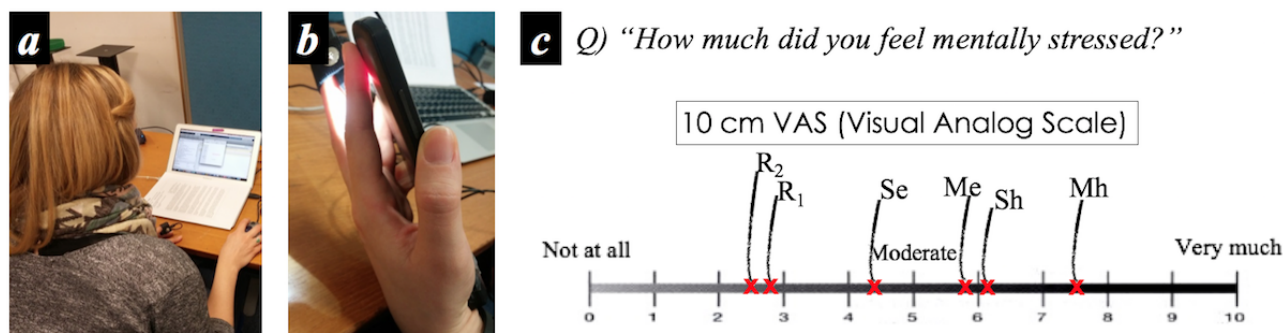 a
b
c
Q) “How much did you feel mentally stressed?”
10 cm VAS (Visual Analog Scale)
R2
R1
Se
Me
Sh
Mh
Not at all
Moderate
Very much
0 1 2 3 4 5 6 7 8 9 10